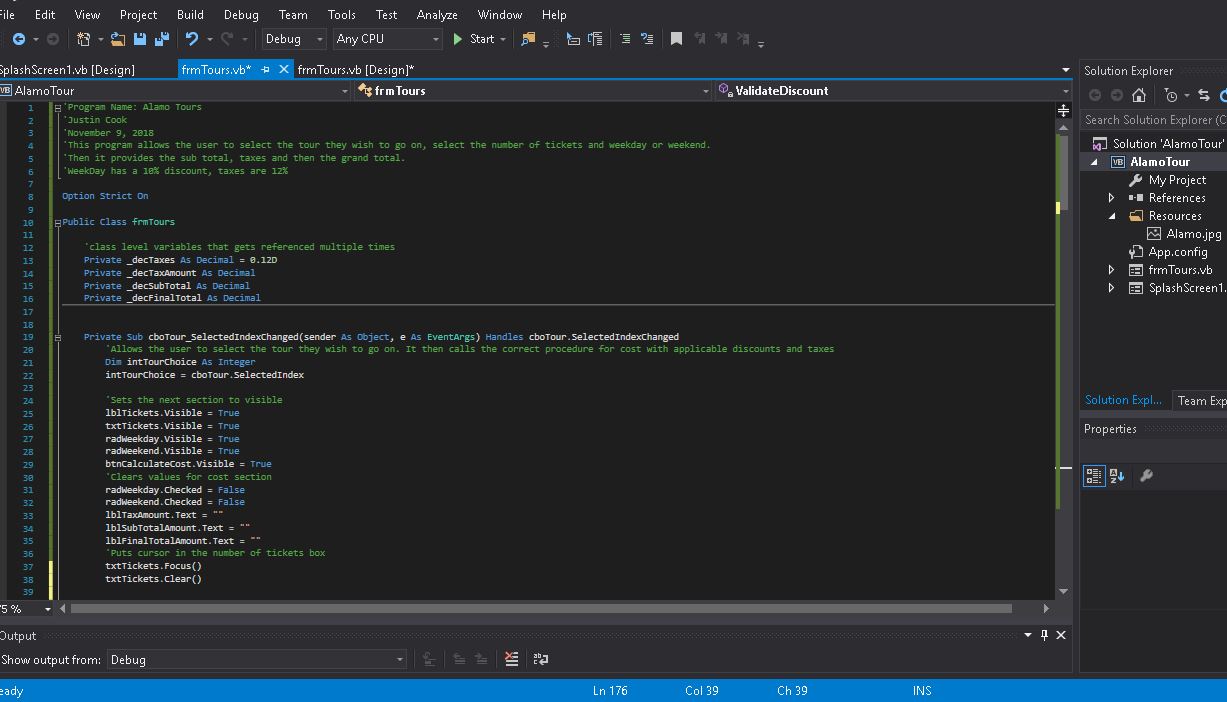 File Edit View Project Build Debug Team Tools Test Analyze Window Help
Debug Any CPU Start
SplashScreen1.vb [Design] frmTours.vb* frmTours.vb [Design]*
VB AlamoTour frmTours ValidateDiscount
1 'Program Name: Alamo Tours
2 'Justin Cook
3 'November 9, 2018
4 'This program allows the user to select the tour they wish to go on, select the number of tickets and weekday or weekend.
5 'Then it provides the sub total, taxes and then the grand total.
6 'WeekDay has a 10% discount, taxes are 12%
7
8 Option Strict On
9
10 Public Class frmTours
11
12 'class level variables that gets referenced multiple times
13 Private _decTaxes As Decimal = 0.12D
14 Private _decTaxAmount As Decimal
15 Private _decSubTotal As Decimal
16 Private _decFinalTotal As Decimal
17
18
19 Private Sub cboTour_SelectedIndexChanged(sender As Object, e As EventArgs) Handles cboTour.SelectedIndexChanged
20 'Allows the user to select the tour they wish to go on. It then calls the correct procedure for cost with applicable discounts and taxes
21 Dim intTourChoice As Integer
22 intTourChoice = cboTour.SelectedIndex
23
24 'Sets the next section to visible
25 lblTickets.Visible = True
26 txtTickets.Visible = True
27 radWeekday.Visible = True
28 radWeekend.Visible = True
29 btnCalculateCost.Visible = True
30 'Clears values for cost section
31 radWeekday.Checked = False
32 radWeekend.Checked = False
33 lblTaxAmount.Text = ""
34 lblSubTotalAmount.Text = ""
35 lblFinalTotalAmount.Text = ""
36 'Puts cursor in the number of tickets box
37 txtTickets.Focus()
38 txtTickets.Clear()
39
75 %
Output
Show output from: Debug
Solution Explorer
Search Solution Explorer (C
Solution 'AlamoTour'
VB AlamoTour
My Project
References
Resources
Alamo.jpg
App.config
frmTours.vb
SplashScreen1.
Solution Expl... Team Exp
Properties
eady Ln 176 Col 39 Ch 39 INS